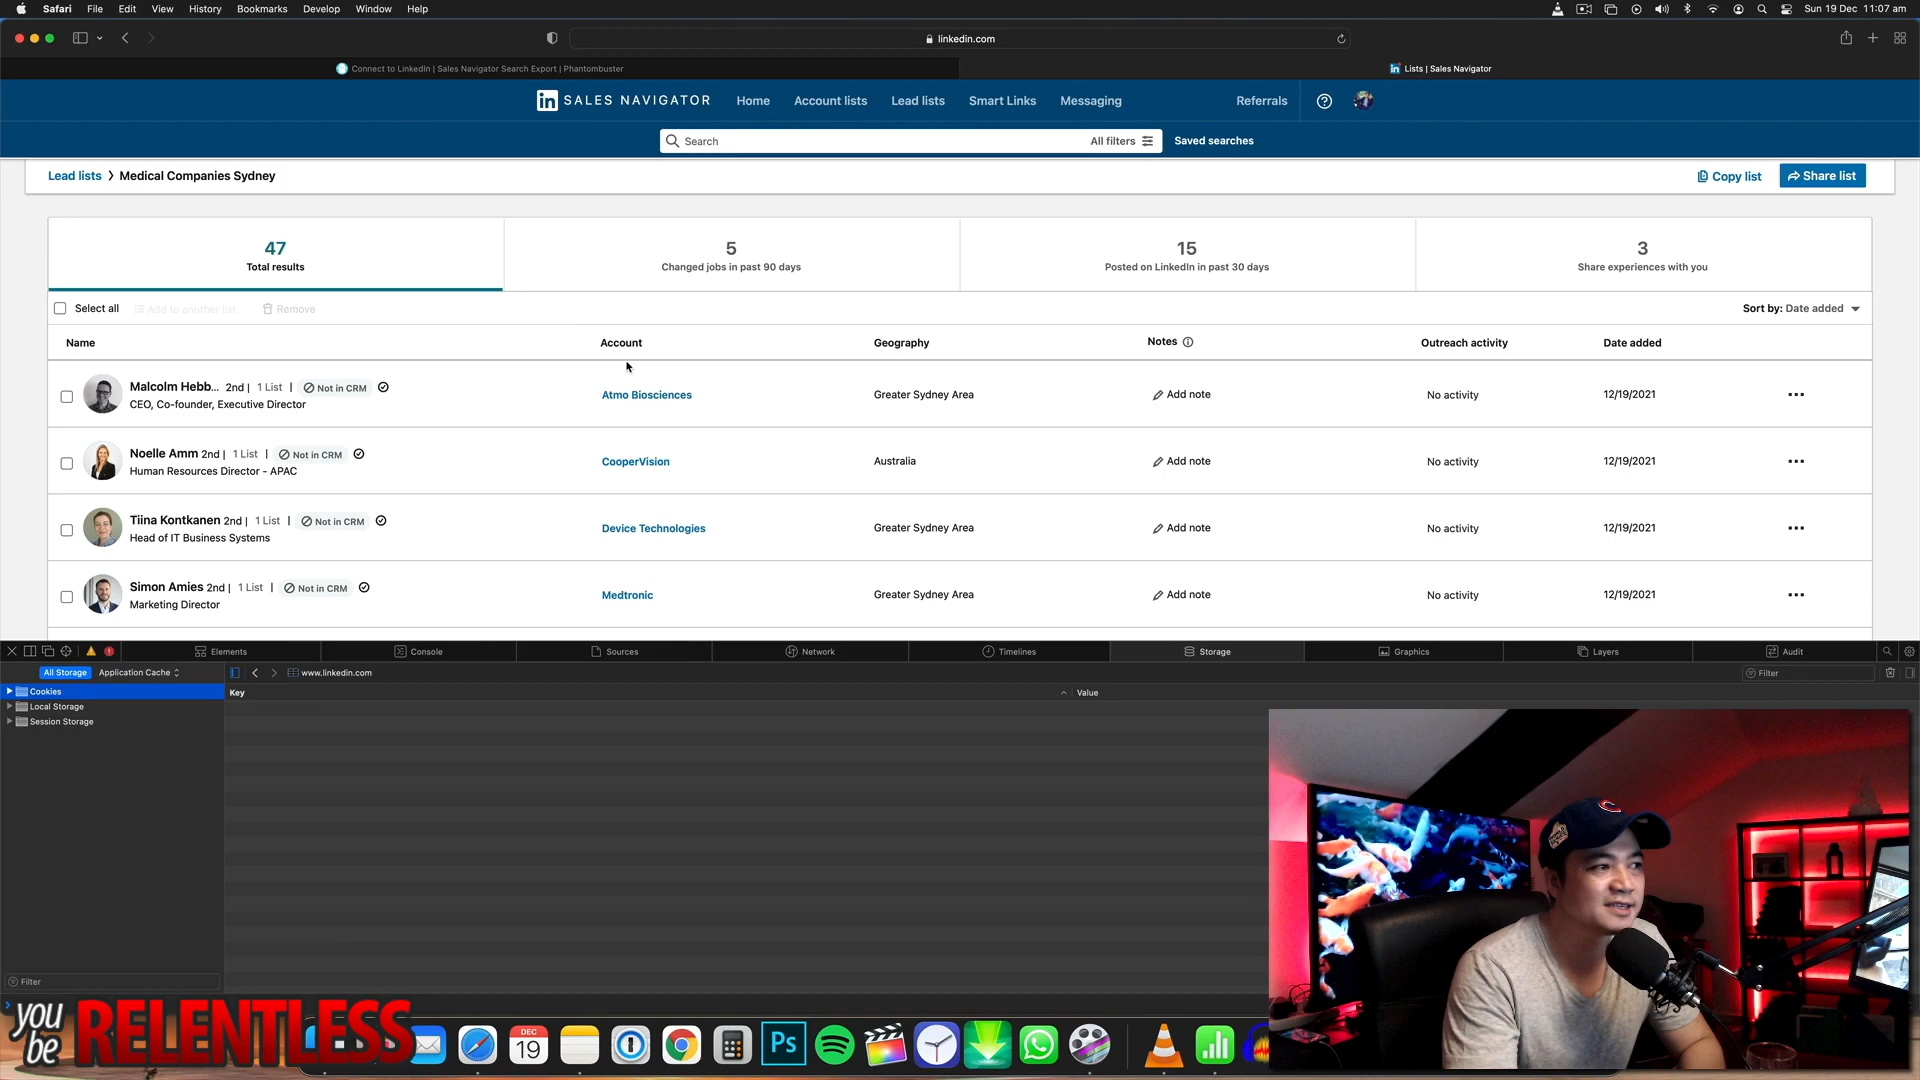 Safari File Edit View History Bookmarks Develop Window Help
Sun 19 Dec 11:07 am
linkedin.com
Connect to LinkedIn | Sales Navigator Search Export | Phantombuster
in Lists | Sales Navigator
in SALES NAVIGATOR Home Account lists Lead lists Smart Links Messaging Referrals
Search All filters Saved searches
Lead lists > Medical Companies Sydney Copy list Share list
47 5 15 3
Total results Changed jobs in past 90 days Posted on LinkedIn in past 30 days Share experiences with you
Select all Add to another list Remove Sort by: Date added
Name Account Geography Notes Outreach activity Date added
Malcolm Hebb... 2nd | 1 List | Not in CRM
CEO, Co-founder, Executive Director
Atmo Biosciences Greater Sydney Area Add note No activity 12/19/2021 ...
Noelle Amm 2nd | 1 List | Not in CRM
Human Resources Director - APAC
CooperVision Australia Add note No activity 12/19/2021 ...
Tiina Kontkanen 2nd | 1 List | Not in CRM
Head of IT Business Systems
Device Technologies Greater Sydney Area Add note No activity 12/19/2021 ...
Simon Amies 2nd | 1 List | Not in CRM
Marketing Director
Medtronic Greater Sydney Area Add note No activity 12/19/2021 ...
Elements Console Sources Network Timelines Storage Graphics Layers Audit
All Storage Application Cache www.linkedin.com Filter
Cookies Key Value
Local Storage
Session Storage
Filter
you be RELENTLESS
DEC 19
Ps